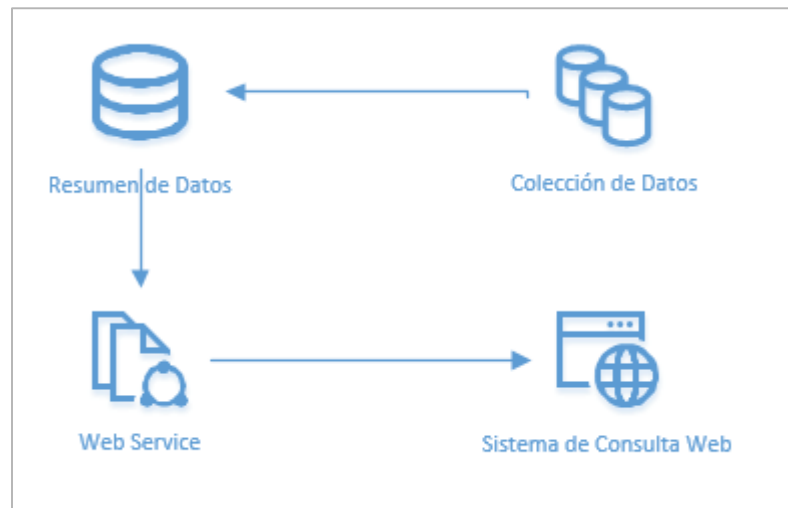 Resumen de Datos
Colección de Datos
Web Service
Sistema de Consulta Web